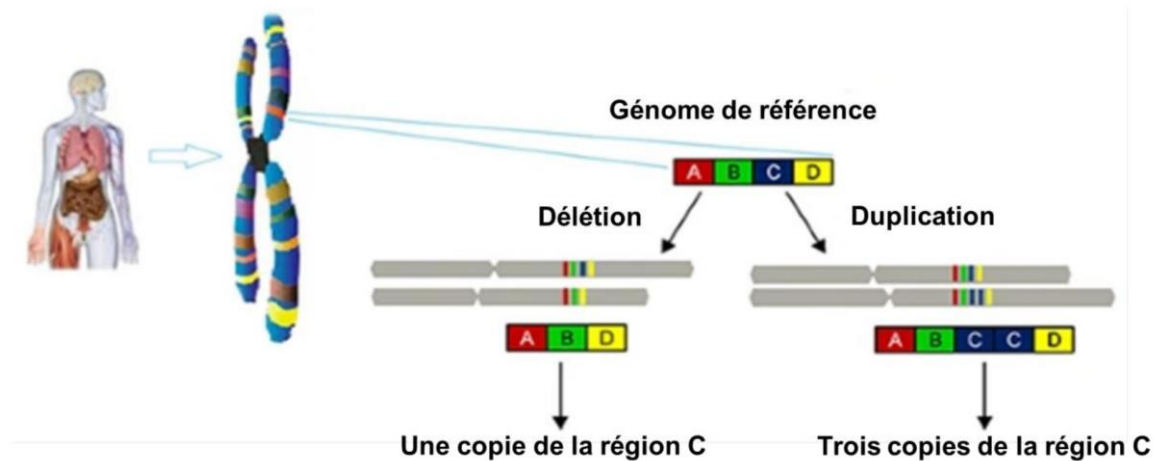 Génome de référence
A B C D
Délétion
Duplication
A B D
A B C C D
Une copie de la région C
Trois copies de la région C